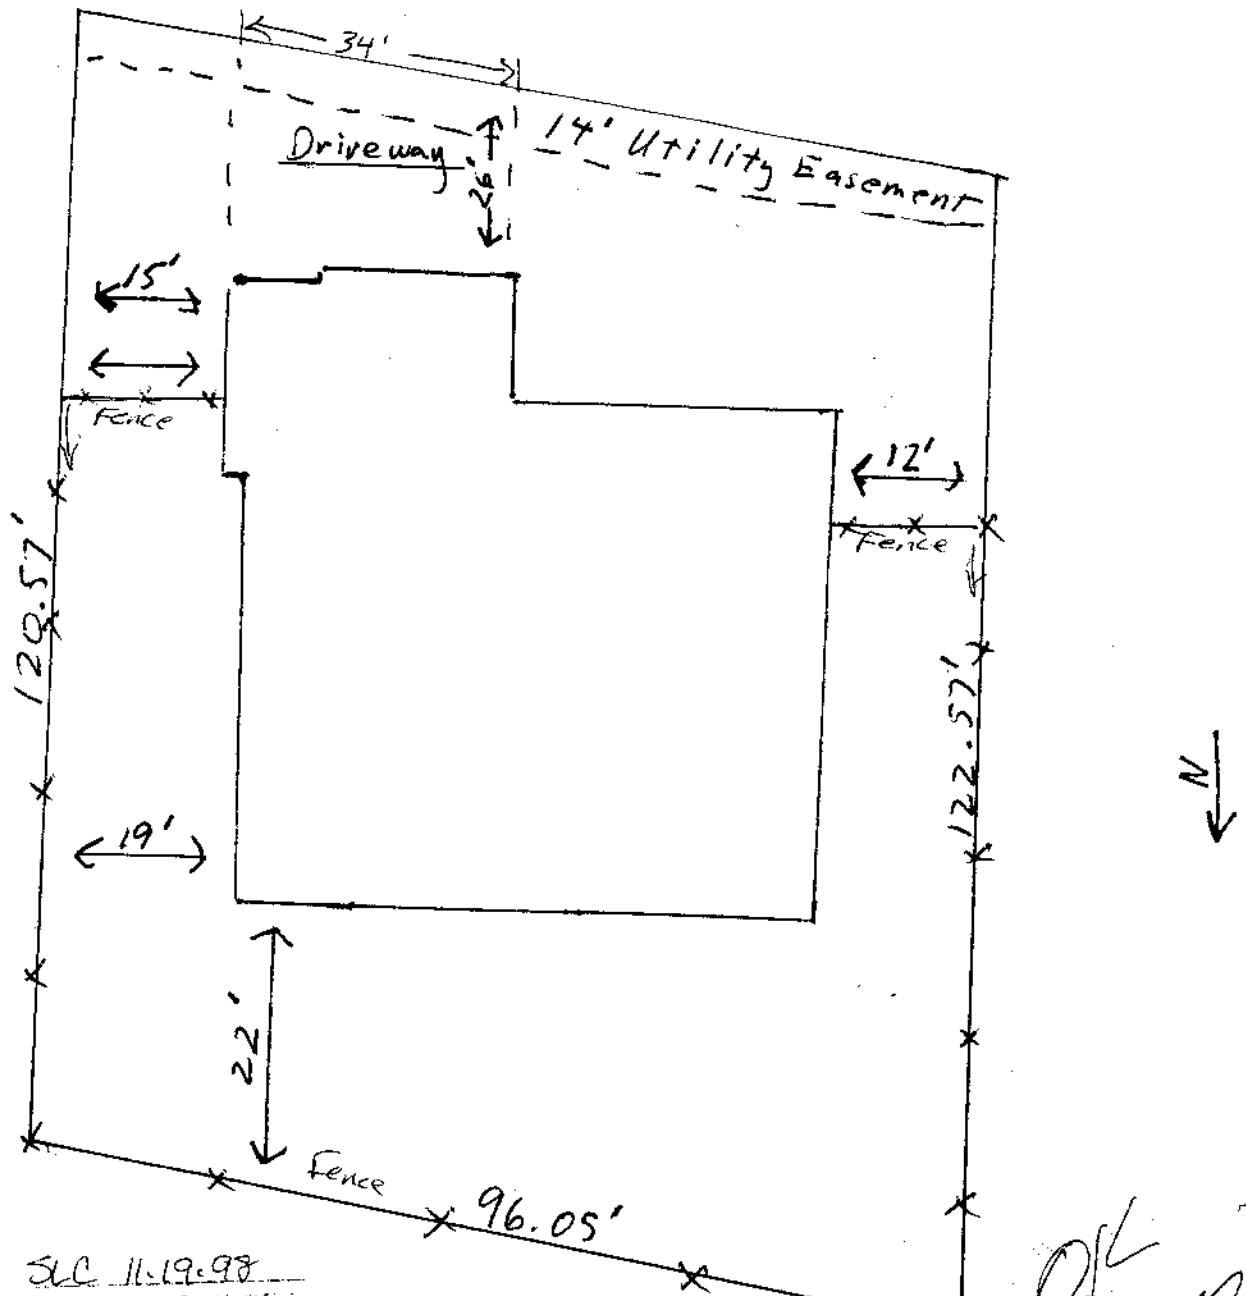 34'
14' Utility Easement
Driveway
26'
15'
Fence
12'
Fence
120.57'
122.57'
N
19'
22'
Fence
96.05'
SLC 11.19.98
OK